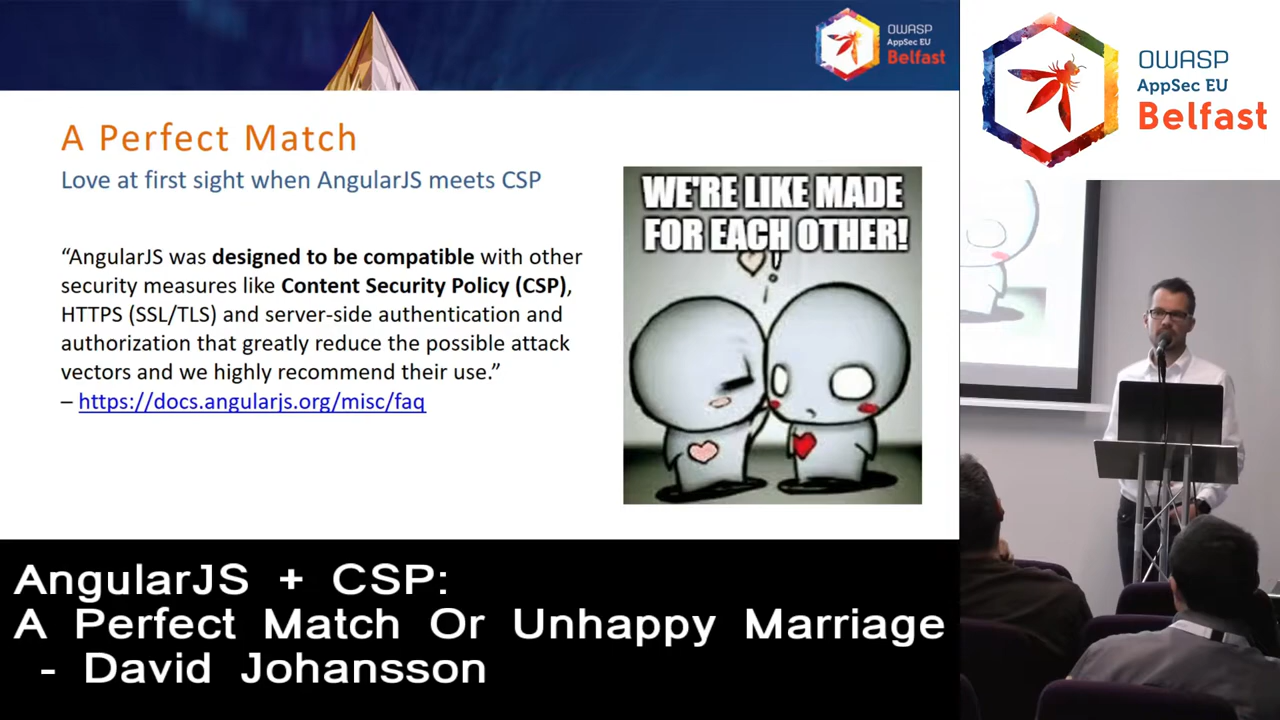 OWASP
AppSec EU
Belfast
OWASP
AppSec EU
Belfast
A Perfect Match
Love at first sight when AngularJS meets CSP
“AngularJS was designed to be compatible with other
security measures like Content Security Policy (CSP),
HTTPS (SSL/TLS) and server-side authentication and
authorization that greatly reduce the possible attack
vectors and we highly recommend their use.”
– https://docs.angularjs.org/misc/faq
WE'RE LIKE MADE
FOR EACH OTHER!
AngularJS + CSP:
A Perfect Match Or Unhappy Marriage
- David Johansson